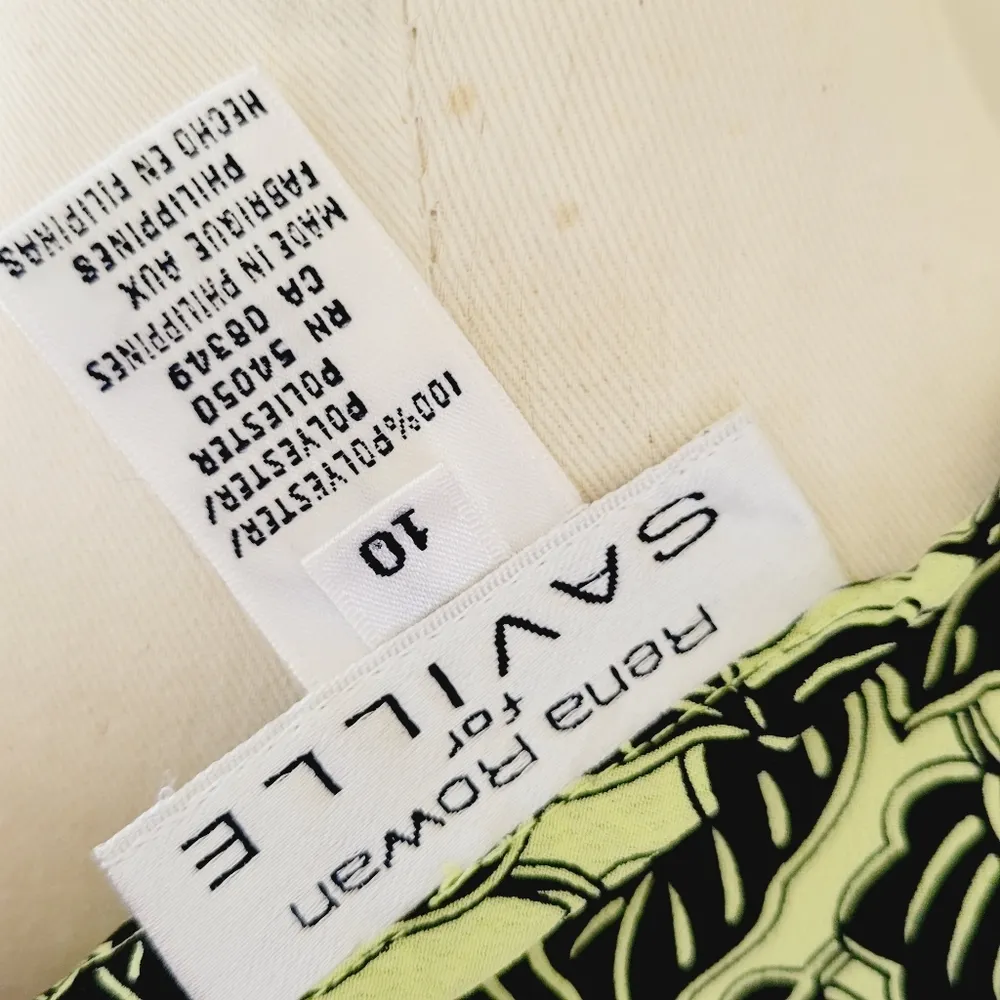 Rena Rowan
for
SAVILLE
10
100% POLYESTER/
POLYESTER/
POLIESTER
RN 54050
CA 08349
MADE IN PHILIPPINES
FABRIQUE AUX
PHILIPPINES
HECHO EN FILIPINAS